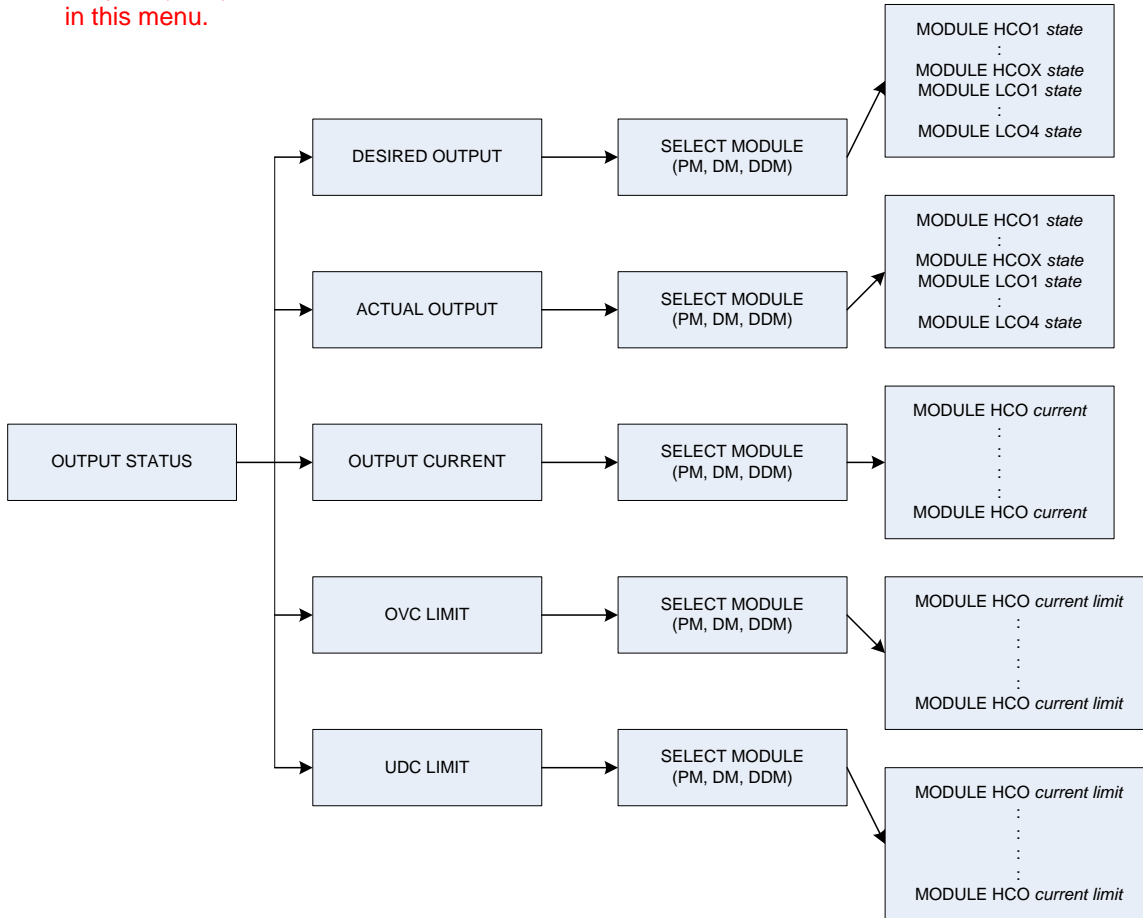 in this menu.
MODULE HCO1 state
:
MODULE HCOX state
MODULE LCO1 state
:
MODULE LCO4 state
DESIRED OUTPUT
SELECT MODULE
(PM, DM, DDM)
MODULE HCO1 state
:
MODULE HCOX state
MODULE LCO1 state
:
MODULE LCO4 state
ACTUAL OUTPUT
SELECT MODULE
(PM, DM, DDM)
MODULE HCO current
:
:
:
:
MODULE HCO current
OUTPUT STATUS
OUTPUT CURRENT
SELECT MODULE
(PM, DM, DDM)
MODULE HCO current limit
:
:
:
:
MODULE HCO current limit
OVC LIMIT
SELECT MODULE
(PM, DM, DDM)
UDC LIMIT
SELECT MODULE
(PM, DM, DDM)
MODULE HCO current limit
:
:
:
:
MODULE HCO current limit